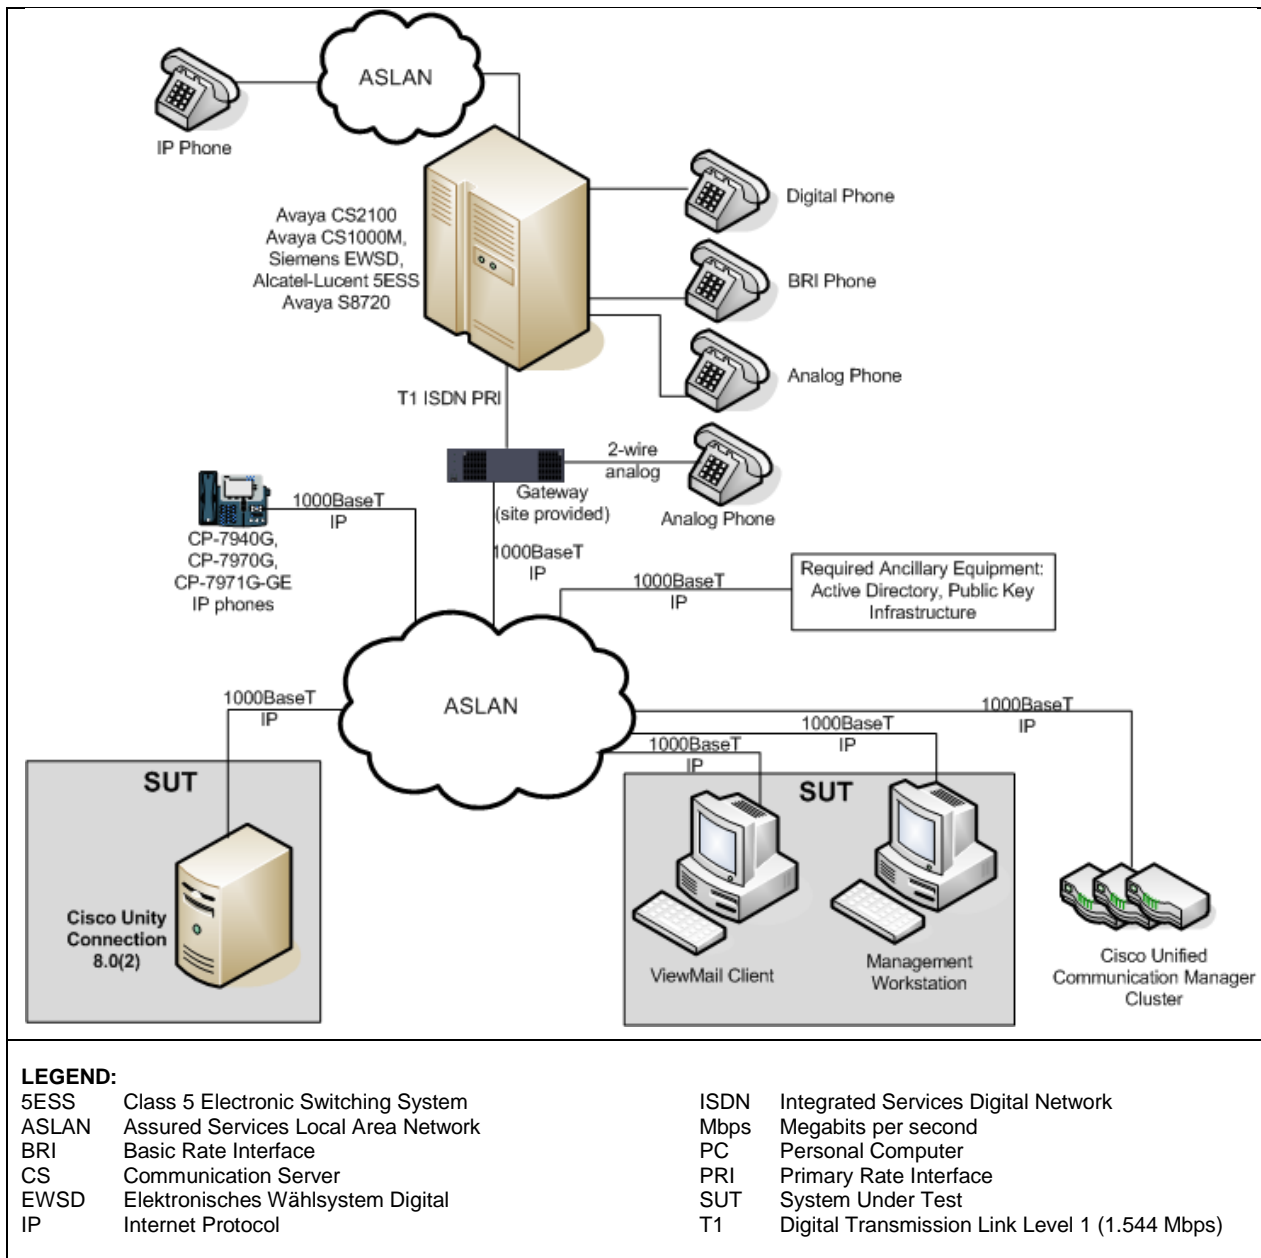 ASLAN
IP Phone
Avaya CS2100
Avaya CS1000M,
Siemens EWSD,
Alcatel-Lucent 5ESS
Avaya S8720
Digital Phone
BRI Phone
Analog Phone
T1 ISDN PRI
2-wire
analog
Gateway
(site provided)
Analog Phone
1000BaseT
IP
CP-7940G,
CP-7970G,
CP-7971G-GE
IP phones
1000BaseT
IP
1000BaseT
IP
Required Ancillary Equipment:
Active Directory, Public Key
Infrastructure
ASLAN
1000BaseT
IP
1000BaseT
IP
1000BaseT
IP
1000BaseT
IP
SUT
Cisco Unity
Connection
8.0(2)
SUT
ViewMail Client
Management
Workstation
Cisco Unified
Communication Manager
Cluster
LEGEND:
5ESS Class 5 Electronic Switching System
ASLAN Assured Services Local Area Network
BRI Basic Rate Interface
CS Communication Server
EWSD Elektronisches Wählsystem Digital
IP Internet Protocol
ISDN Integrated Services Digital Network
Mbps Megabits per second
PC Personal Computer
PRI Primary Rate Interface
SUT System Under Test
T1 Digital Transmission Link Level 1 (1.544 Mbps)